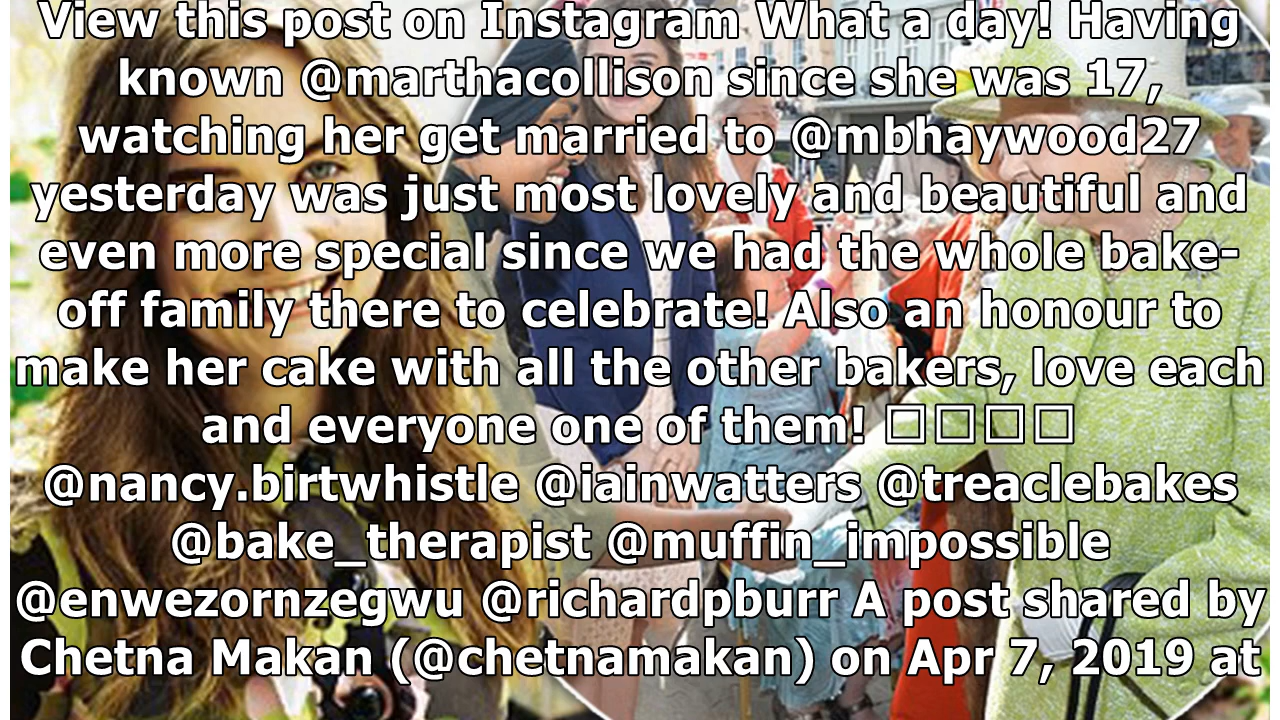 View this post on Instagram What a day! Having
known @marthacollison since she was 17,
watching her get married to @mbhaywood27
yesterday was just most lovely and beautiful and
even more special since we had the whole bake-
off family there to celebrate! Also an honour to
make her cake with all the other bakers, love each
and everyone one of them! □□□□
@nancy.birtwhistle @iainwatters @treaclebakes
@bake_therapist @muffin_impossible
@enwezornzegwu @richardpburr A post shared by
Chetna Makan (@chetnamakan) on Apr 7, 2019 at